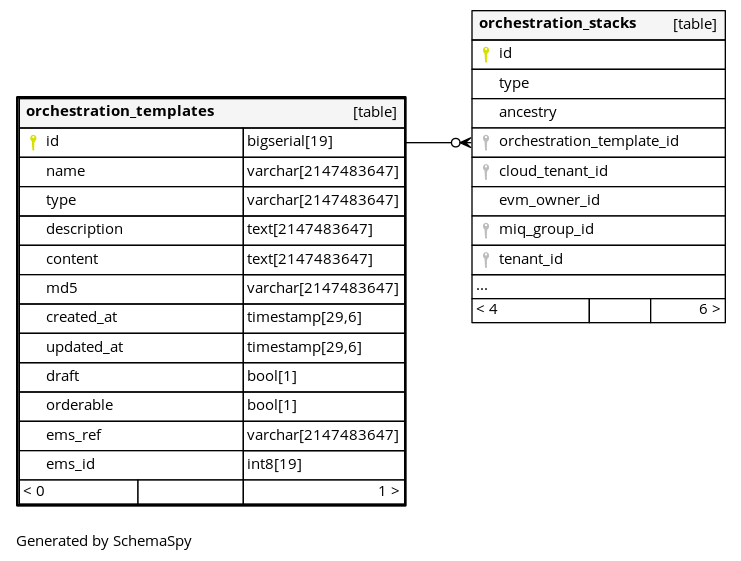 orchestration_stacks [table]
id
type
ancestry
orchestration_template_id
cloud_tenant_id
evm_owner_id
miq_group_id
tenant_id
...
< 4 6 >
orchestration_templates [table]
id bigserial[19]
name varchar[2147483647]
type varchar[2147483647]
description text[2147483647]
content text[2147483647]
md5 varchar[2147483647]
created_at timestamp[29,6]
updated_at timestamp[29,6]
draft bool[1]
orderable bool[1]
ems_ref varchar[2147483647]
ems_id int8[19]
< 0 1 >
Generated by SchemaSpy